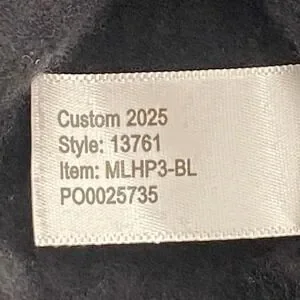 Custom 2025
Style: 13761
Item: MLHP3-BL
PO0025735